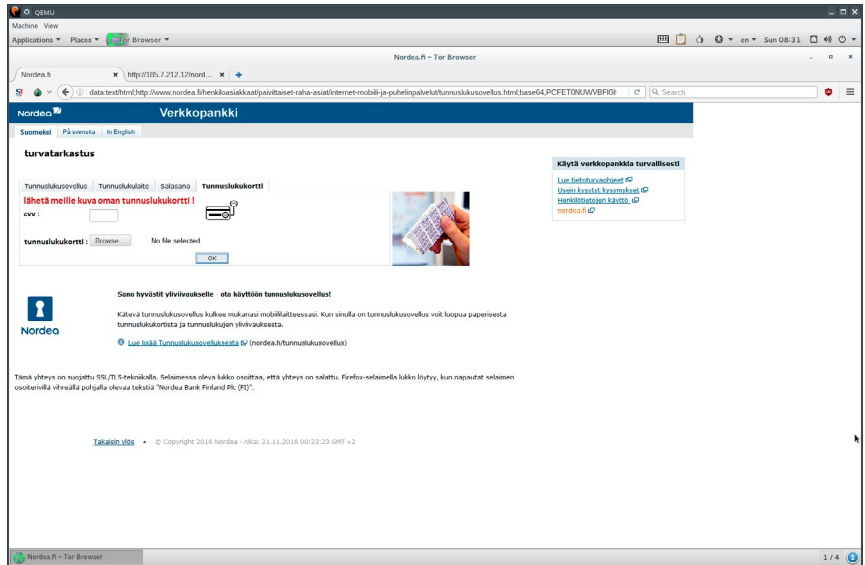 QEMU
Machine View
Applications Places Tor Browser en Sun 08:31
Nordea.fi – Tor Browser
Nordea.fi × http://185.7.212.12/nord... × +
data:text/html;http://www.nordea.fi/henkiloasiakkaat/paivittaiset-raha-asiat/internet-mobiili-ja-puhelinpalvelut/tunnuslukusovellus.html;base64, Search
Nordea Verkkopankki
Suomeksi På svenska In English
turvatarkastus
Käytä verkkopankkia turvallisesti
Lue tietoturvaohjeet
Usein kysytyt kysymykset
Henkilötietojen käyttö
nordea.fi
Tunnuslukusovellus Tunnuslukulaite Salasana Tunnuslukukortti
lähetä meille kuva oman tunnuslukukortti !
cvv :
tunnuslukukortti : Browse... No file selected.
OK
Sano hyvästit yliviivaukselle - ota käyttöön tunnuslukusovellus!
Kätevä tunnuslukusovellus kulkee mukanasi mobiililaitteessasi. Kun sinulla on tunnuslukusovellus voit luopua paperisesta
tunnuslukukortista ja tunnuslukujen yliviivauksesta.
Nordea
Lue lisää Tunnuslukusovelluksesta (nordea.fi/tunnuslukusovellus)
Tämä yhteys on suojattu SSL/TLS-tekniikalla. Selaimessa oleva lukko osoittaa, että yhteys on salattu. Firefox-selaimella lukko löytyy, kun napautat selaimen
osoiterivillä vihreällä pohjalla olevaa tekstiä "Nordea Bank Finland Plc (FI)".
Takaisin ylös • © Copyright 2016 Nordea - Aika: 21.11.2016 00:23:23 GMT +2
Nordea.fi – Tor Browser 1 / 4